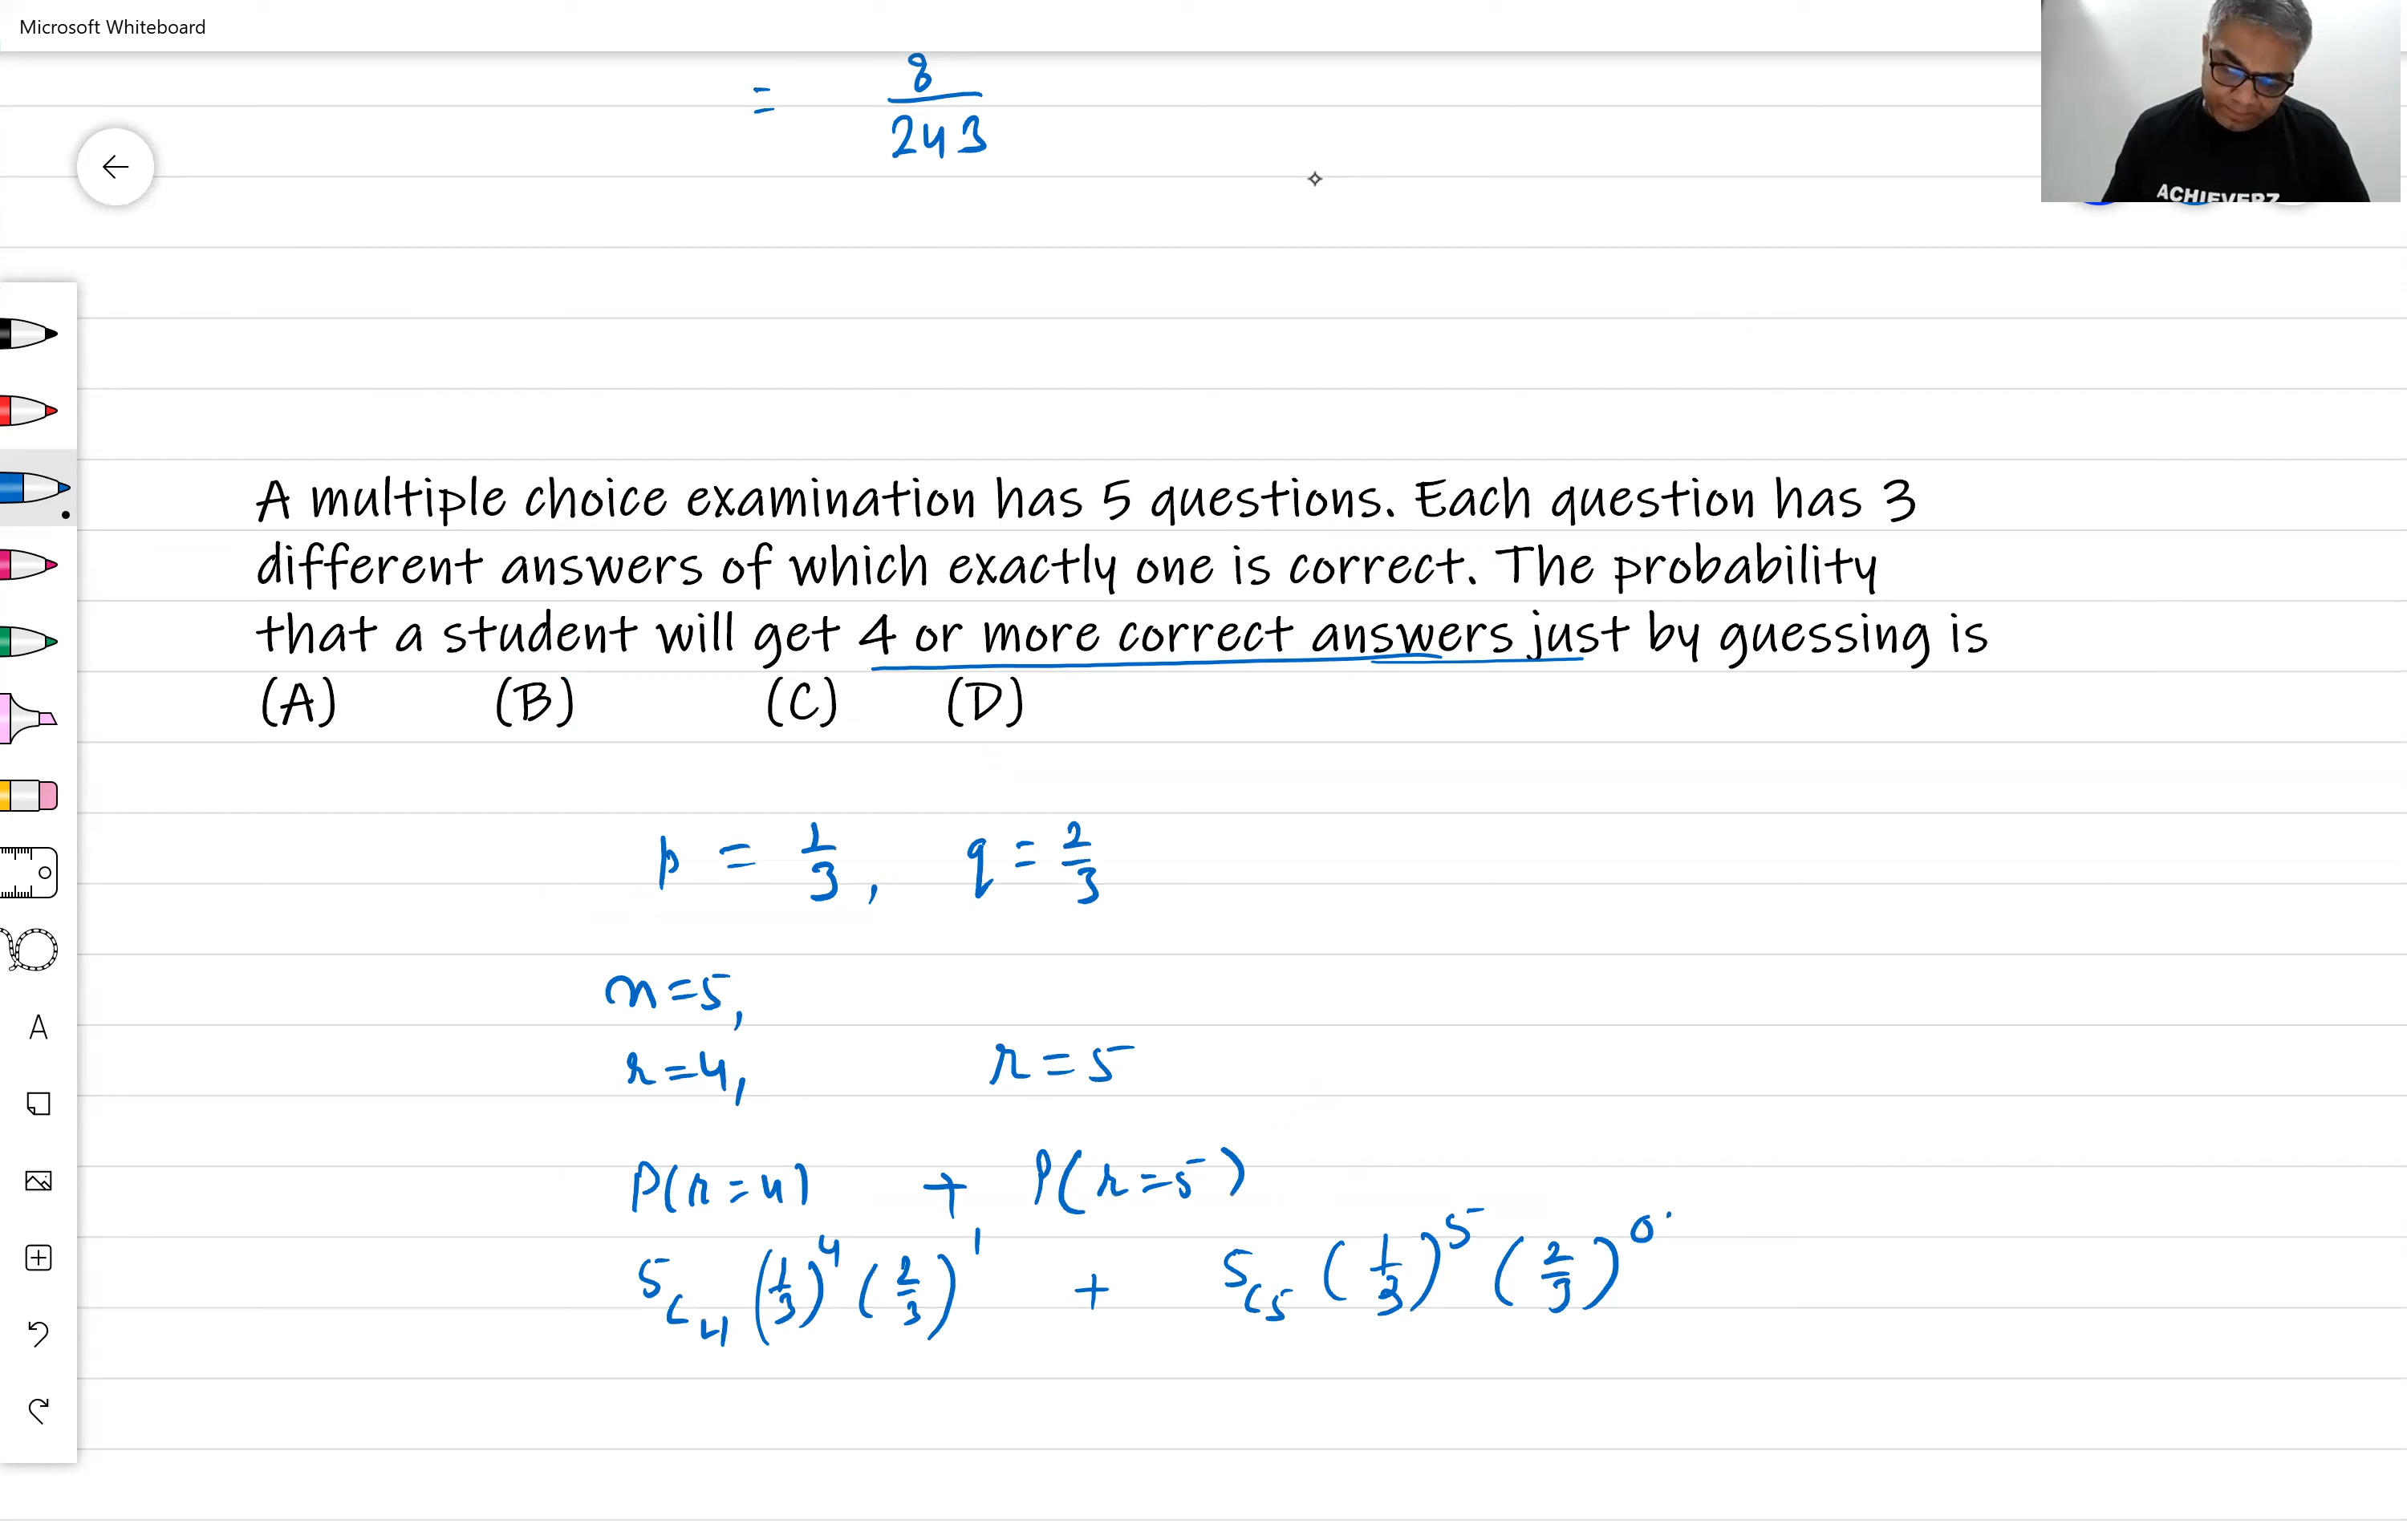 Microsoft Whiteboard
= 8/243
ACHIEVERZ
A multiple choice examination has 5 questions. Each question has 3
different answers of which exactly one is correct. The probability
that a student will get 4 or more correct answers just by guessing is
(A) (B) (C) (D)
p = 1/3, q = 2/3
n=5,
r=4, r=5
P(r=4) + P(r=5)
5C4 (1/3)^4 (2/3)^1 + 5C5 (1/3)^5 (2/3)^0
A